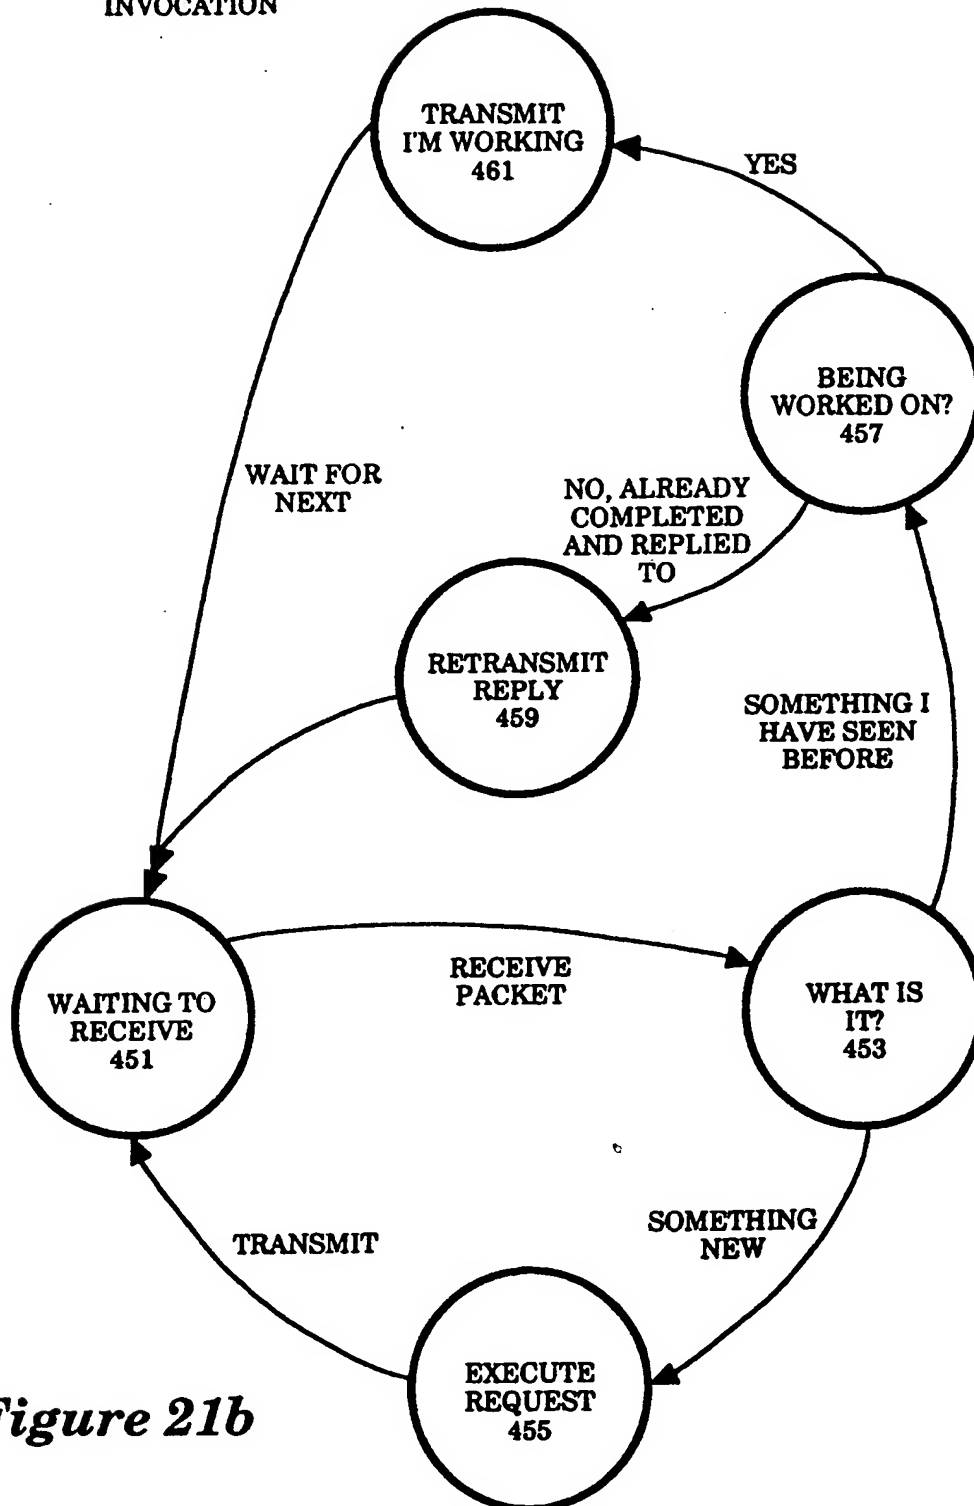 INVOCATION
TRANSMIT
I'M WORKING
461
YES
BEING
WORKED ON?
457
WAIT FOR
NEXT
NO, ALREADY
COMPLETED
AND REPLIED
TO
RETRANSMIT
REPLY
459
SOMETHING I
HAVE SEEN
BEFORE
RECEIVE
PACKET
WAITING TO
RECEIVE
451
WHAT IS
IT?
453
SOMETHING
NEW
TRANSMIT
EXECUTE
REQUEST
455
Figure 21b